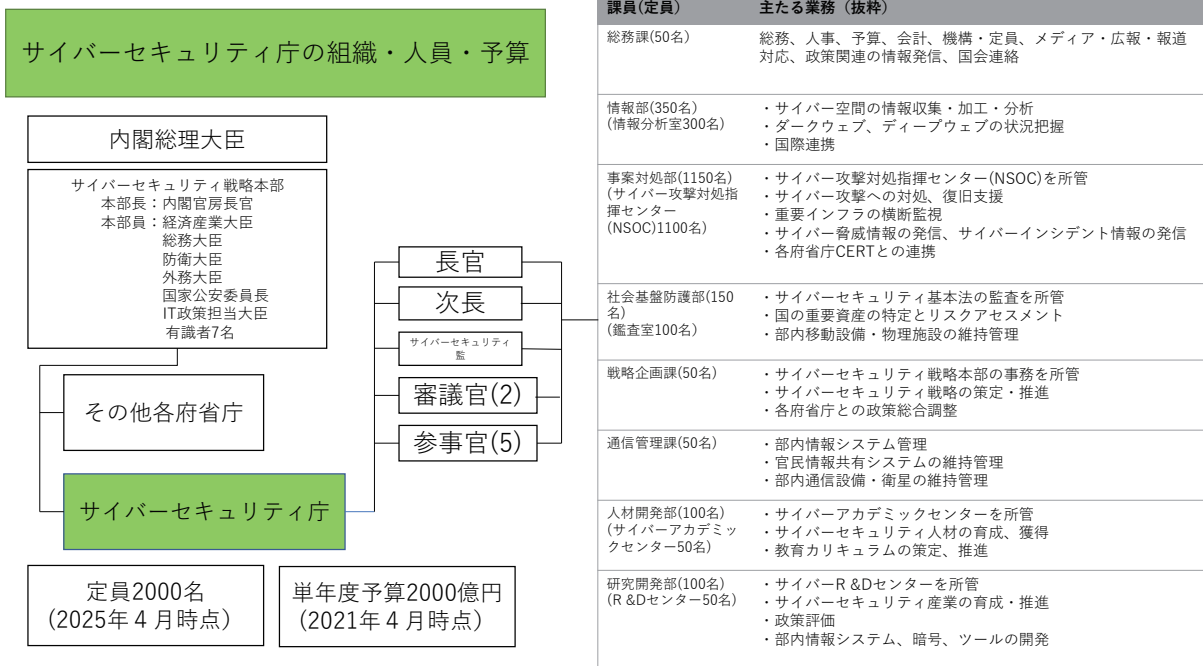 サイバーセキュリティ庁の組織・人員・予算
内閣総理大臣
サイバーセキュリティ戦略本部
本部長：内閣官房長官
本部員：経済産業大臣
総務大臣
防衛大臣
外務大臣
国家公安委員長
IT政策担当大臣
有識者7名
その他各府省庁
サイバーセキュリティ庁
定員2000名
(2025年４月時点)
単年度予算2000億円
(2021年４月時点)
長官
次長
サイバーセキュリティ
監
審議官(2)
参事官(5)
課員(定員) 主たる業務（抜粋）
総務課(50名) 総務、人事、予算、会計、機構・定員、メディア・広報・報道
対応、政策関連の情報発信、国会連絡
情報部(350名) ・サイバー空間の情報収集・加工・分析
(情報分析室300名) ・ダークウェブ、ディープウェブの状況把握
・国際連携
事案対処部(1150名) ・サイバー攻撃対処指揮センター(NSOC)を所管
(サイバー攻撃対処指 ・サイバー攻撃への対処、復旧支援
揮センター ・重要インフラの横断監視
(NSOC)1100名) ・サイバー脅威情報の発信、サイバーインシデント情報の発信
・各府省庁CERTとの連携
社会基盤防護部(150 ・サイバーセキュリティ基本法の監査を所管
名) ・国の重要資産の特定とリスクアセスメント
(鑑査室100名) ・部内移動設備・物理施設の維持管理
戦略企画課(50名) ・サイバーセキュリティ戦略本部の事務を所管
・サイバーセキュリティ戦略の策定・推進
・各府省庁との政策総合調整
通信管理課(50名) ・部内情報システム管理
・官民情報共有システムの維持管理
・部内通信設備・衛星の維持管理
人材開発部(100名) ・サイバーアカデミックセンターを所管
(サイバーアカデミッ ・サイバーセキュリティ人材の育成、獲得
クセンター50名) ・教育カリキュラムの策定、推進
研究開発部(100名) ・サイバーR &Dセンターを所管
(R &Dセンター50名) ・サイバーセキュリティ産業の育成・推進
・政策評価
・部内情報システム、暗号、ツールの開発